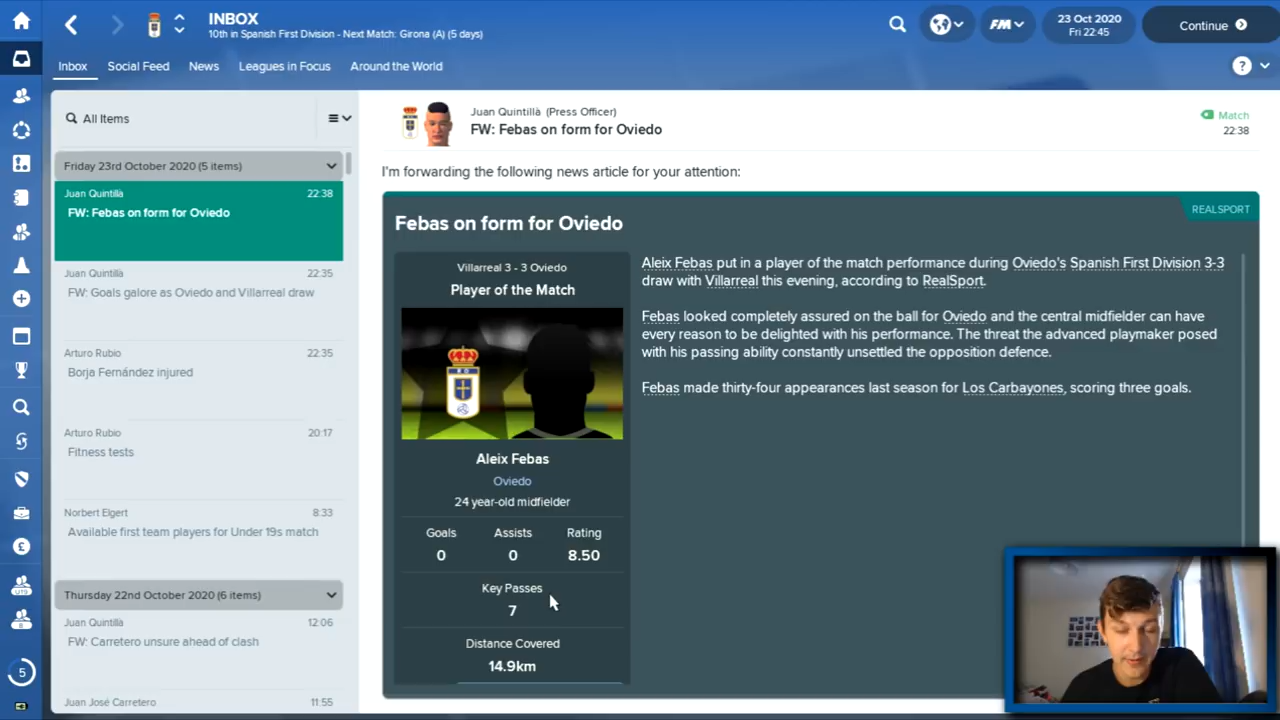 INBOX
10th in Spanish First Division - Next Match: Girona (A) (5 days)
FM
23 Oct 2020
Fri 22:45
Continue
Inbox
Social Feed
News
Leagues in Focus
Around the World
?
All Items
Friday 23rd October 2020 (5 items)
Juan Quintillà 22:38
FW: Febas on form for Oviedo
Juan Quintillà 22:35
FW: Goals galore as Oviedo and Villarreal draw
Arturo Rubio 22:35
Borja Fernández injured
Arturo Rubio 20:17
Fitness tests
Norbert Elgert 8:33
Available first team players for Under 19s match
Thursday 22nd October 2020 (6 items)
Juan Quintillà 12:06
FW: Carretero unsure ahead of clash
Juan José Carretero 11:55
5
Juan Quintillà (Press Officer)
FW: Febas on form for Oviedo
Match
22:38
I'm forwarding the following news article for your attention:
REALSPORT
Febas on form for Oviedo
Villarreal 3 - 3 Oviedo
Player of the Match
Aleix Febas
Oviedo
24 year-old midfielder
Goals Assists Rating
0 0 8.50
Key Passes
7
Distance Covered
14.9km
Aleix Febas put in a player of the match performance during Oviedo's Spanish First Division 3-3
draw with Villarreal this evening, according to RealSport.
Febas looked completely assured on the ball for Oviedo and the central midfielder can have
every reason to be delighted with his performance. The threat the advanced playmaker posed
with his passing ability constantly unsettled the opposition defence.
Febas made thirty-four appearances last season for Los Carbayones, scoring three goals.